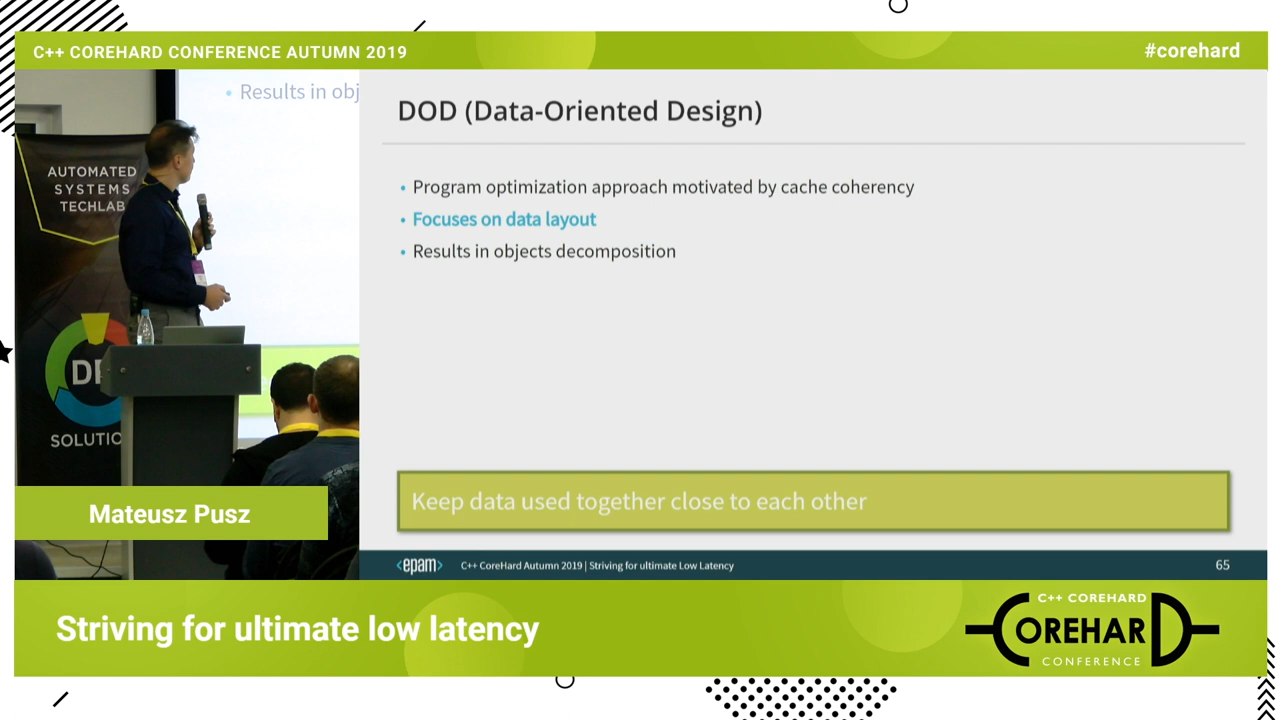 C++ COREHARD CONFERENCE AUTUMN 2019
#corehard
• Results in obj
AUTOMATED
SYSTEMS
TECHLAB
SOLUTIO
Mateusz Pusz
DOD (Data-Oriented Design)
• Program optimization approach motivated by cache coherency
• Focuses on data layout
• Results in objects decomposition
Keep data used together close to each other
<epam>
C++ CoreHard Autumn 2019 | Striving for ultimate Low Latency
65
Striving for ultimate low latency
C++ COREHARD
COREHARD
CONFERENCE